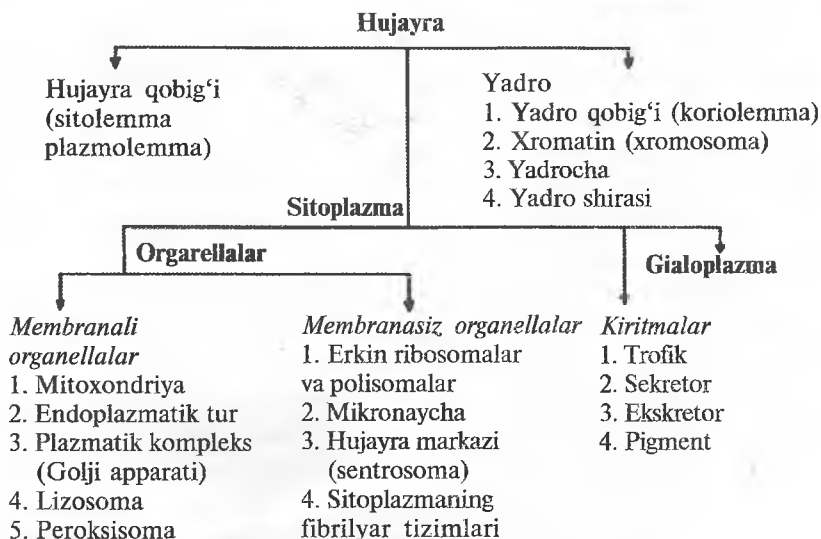 Hujayra
Hujayra qobig‘i
(sitolemma
plazmolemma)
Yadro
1. Yadro qobig‘i (koriolemma)
2. Xromatin (xromosoma)
3. Yadrocha
4. Yadro shirasi
Sitoplazma
Orgarellalar
Gialoplazma
Membranali
organellalar
1. Mitoxondriya
2. Endoplazmatik tur
3. Plazmatik kompleks
(Golji apparati)
4. Lizosoma
5. Peroksisoma
Membranasiz organellalar
1. Erkin ribosomalar
va polisomalar
2. Mikronaycha
3. Hujayra markazi
(sentrosoma)
4. Sitoplazmaning
fibrilyar tizimlari
Kiritmalar
1. Trofik
2. Sekretor
3. Ekskretor
4. Pigment